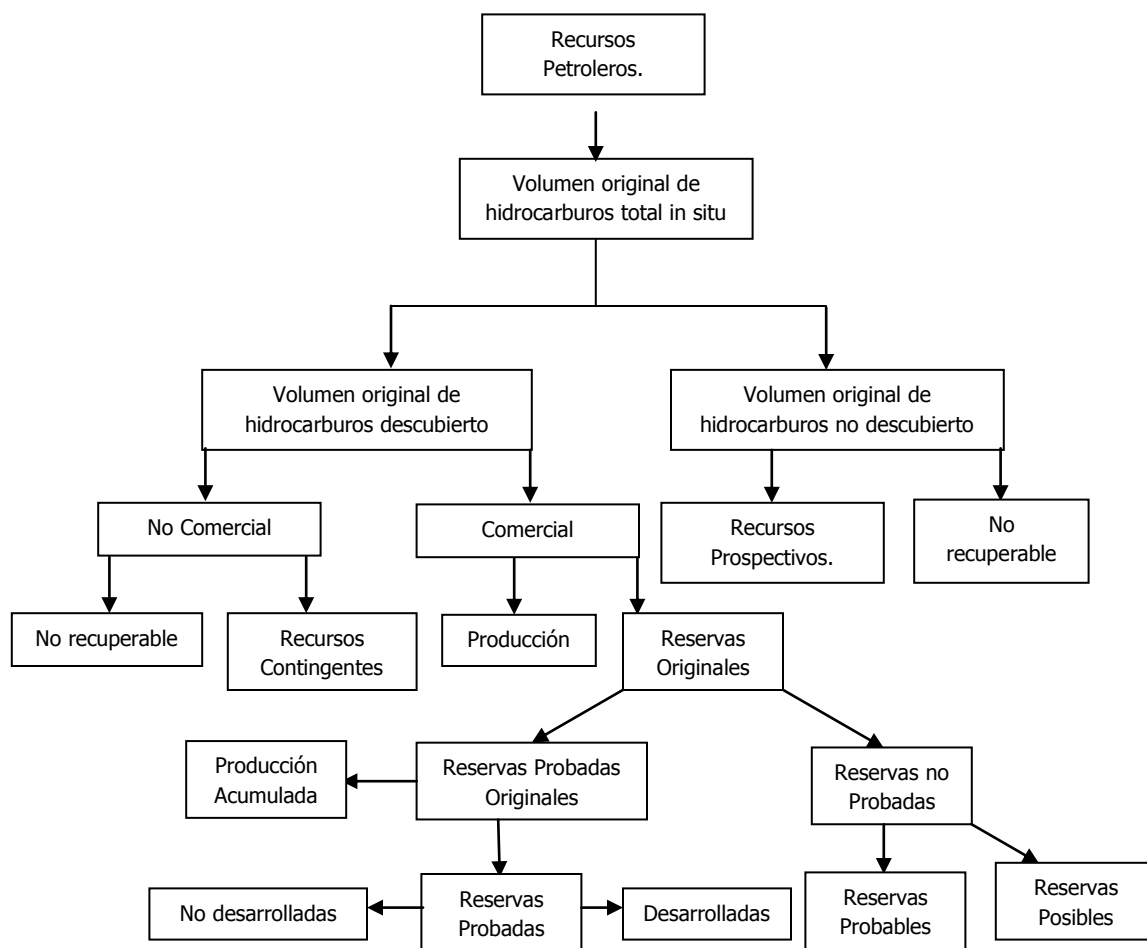 Recursos
Petroleros.
Volumen original de
hidrocarburos total in situ
Volumen original de
hidrocarburos descubierto
Volumen original de
hidrocarburos no descubierto
No Comercial
Comercial
Recursos
Prospectivos.
No
recuperable
No recuperable
Recursos
Contingentes
Producción
Reservas
Originales
Producción
Acumulada
Reservas Probadas
Originales
Reservas no
Probadas
No desarrolladas
Reservas
Probadas
Desarrolladas
Reservas
Probables
Reservas
Posibles